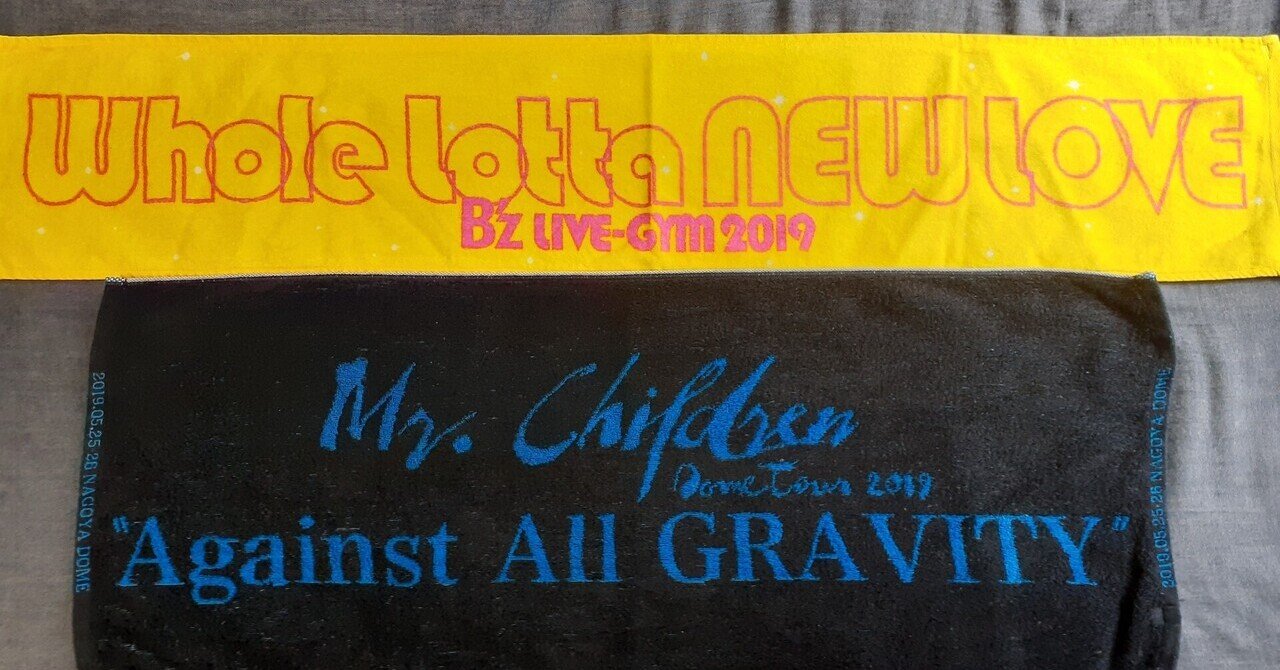 Whole Lotta NEW LOVE
B'z LIVE-GYM 2019
Mr. Children
Dome Tour 2019
"Against All GRAVITY"
2019.05.25.26 NAGOYA DOME
2019.05.25.26 NAGOYA DOME